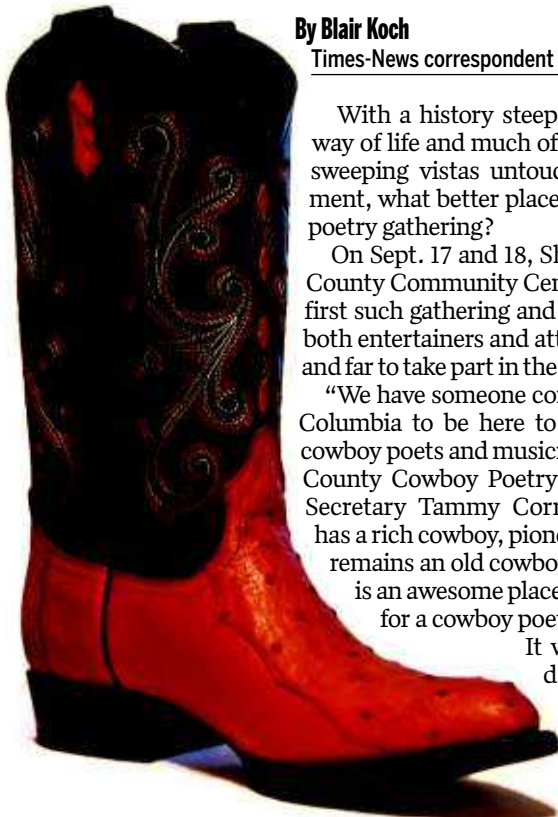 By Blair Koch
Times-News correspondent
With a history steep
way of life and much of
sweeping vistas untouc
ment, what better place
poetry gathering?
On Sept. 17 and 18, Sh
County Community Cen
first such gathering and
both entertainers and att
and far to take part in the
“We have someone cor
Columbia to be here to
cowboy poets and musici
County Cowboy Poetry
Secretary Tammy Corr
has a rich cowboy, pione
remains an old cowbo
is an awesome place
for a cowboy poet
It v
d